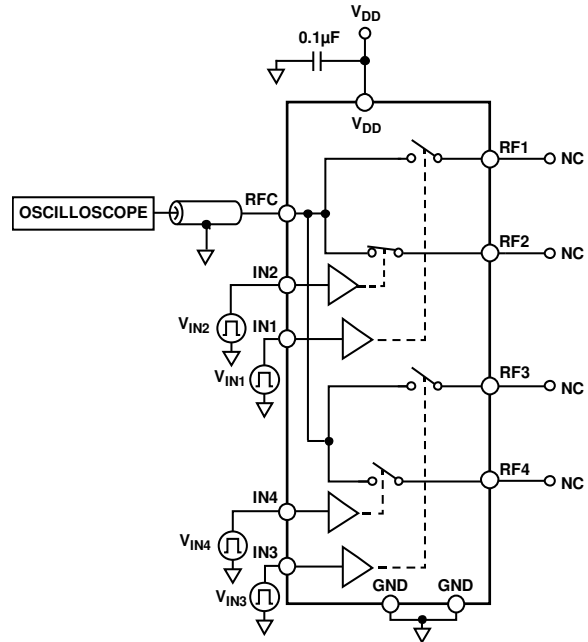 VDD
0.1µF
VDD
RF1
NC
OSCILLOSCOPE
RFC
RF2
NC
IN2
VIN2
IN1
VIN1
RF3
NC
RF4
NC
IN4
VIN4
IN3
VIN3
GND
GND